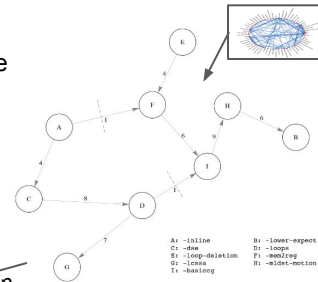 e
E
4
F
H
1
6
A
6
9
B
I
4
8
1
C
D
7
G
A: -inline B: -lower-expect
C: -dse D: -loops
E: -loop-deletion F: -mem2reg
G: -lcssa H: -midst-motion
I: -basiccg
n